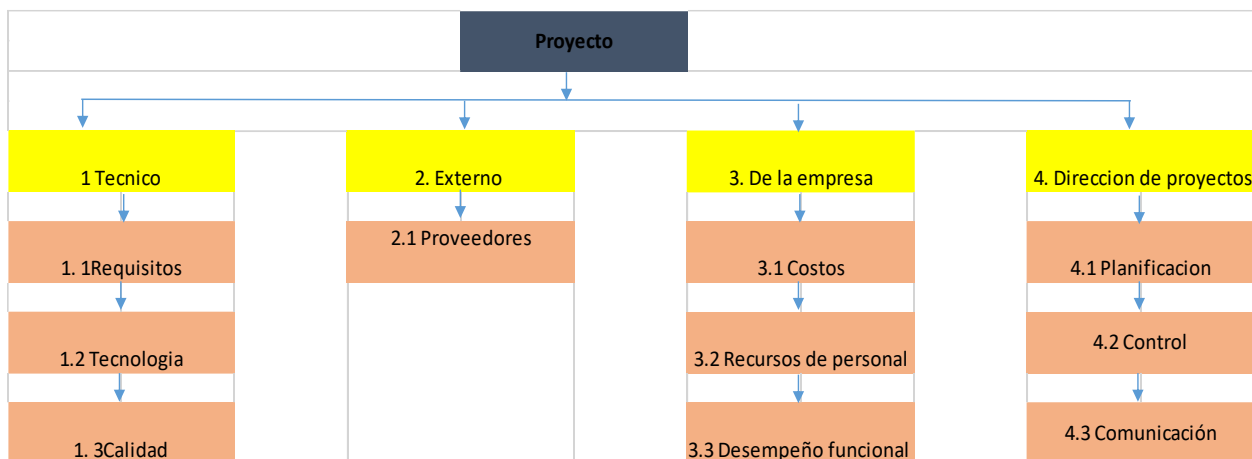 Proyecto
1 Tecnico
2. Externo
3. De la empresa
4. Direccion de proyectos
1. 1Requisitos
2.1 Proveedores
3.1 Costos
4.1 Planificacion
1.2 Tecnologia
3.2 Recursos de personal
4.2 Control
1. 3Calidad
3.3 Desempeño funcional
4.3 Comunicación